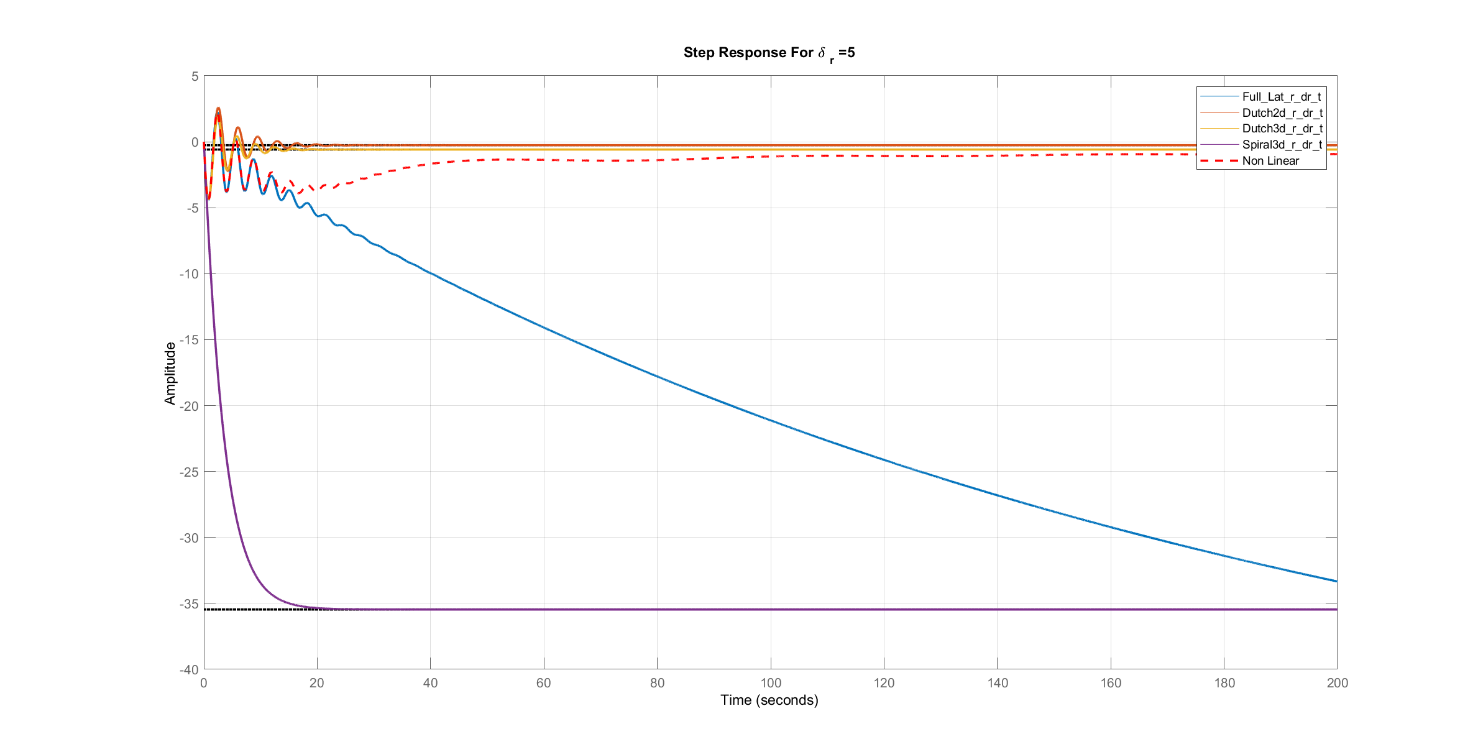 Step Response For δ r =5
5
0
-5
-10
-15
-20
-25
-30
-35
-40
Amplitude
Full_Lat_r_dr_t
Dutch2d_r_dr_t
Dutch3d_r_dr_t
Spiral3d_r_dr_t
Non Linear
0 20 40 60 80 100 120 140 160 180 200
Time (seconds)